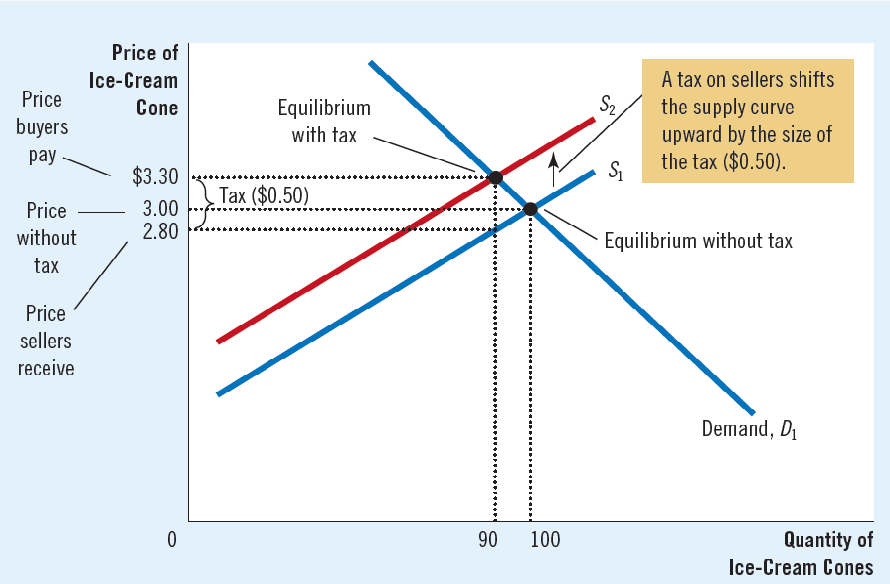 Price of
Ice-Cream
Cone
Price
buyers
pay
$3.30
Price
without
tax
3.00
2.80
Price
sellers
receive
Tax ($0.50)
Equilibrium
with tax
S2
S1
A tax on sellers shifts
the supply curve
upward by the size of
the tax ($0.50).
Equilibrium without tax
Demand, D1
0
90
100
Quantity of
Ice-Cream Cones